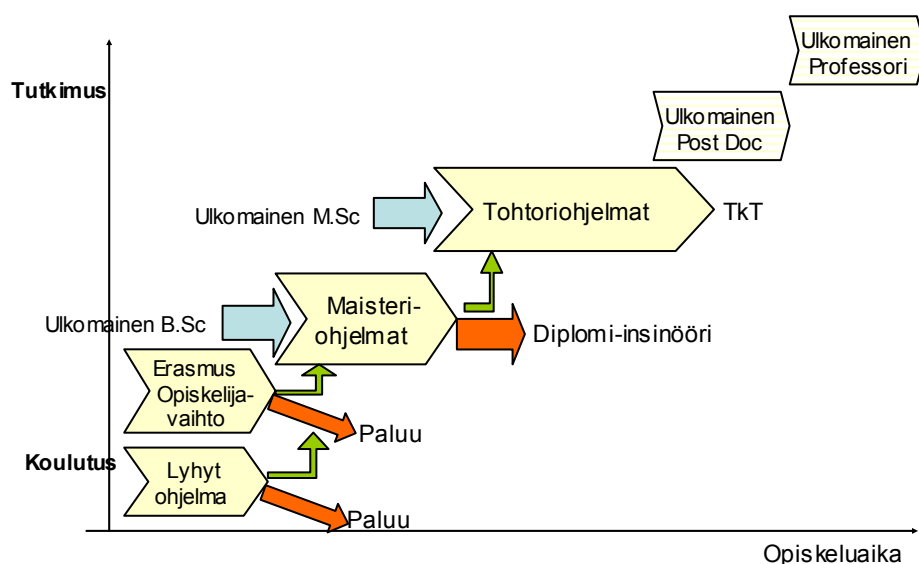 Ulkomainen
Professori
Tutkimus
Ulkomainen
Post Doc
Ulkomainen M.Sc
Tohtoriohjelmat
TkT
Maisteri-
ohjelmat
Ulkomainen B.Sc
Diplomi-insinööri
Erasmus
Opiskelija-
vaihto
Paluu
Koulutus
Lyhyt
ohjelma
Paluu
Opiskeluaika